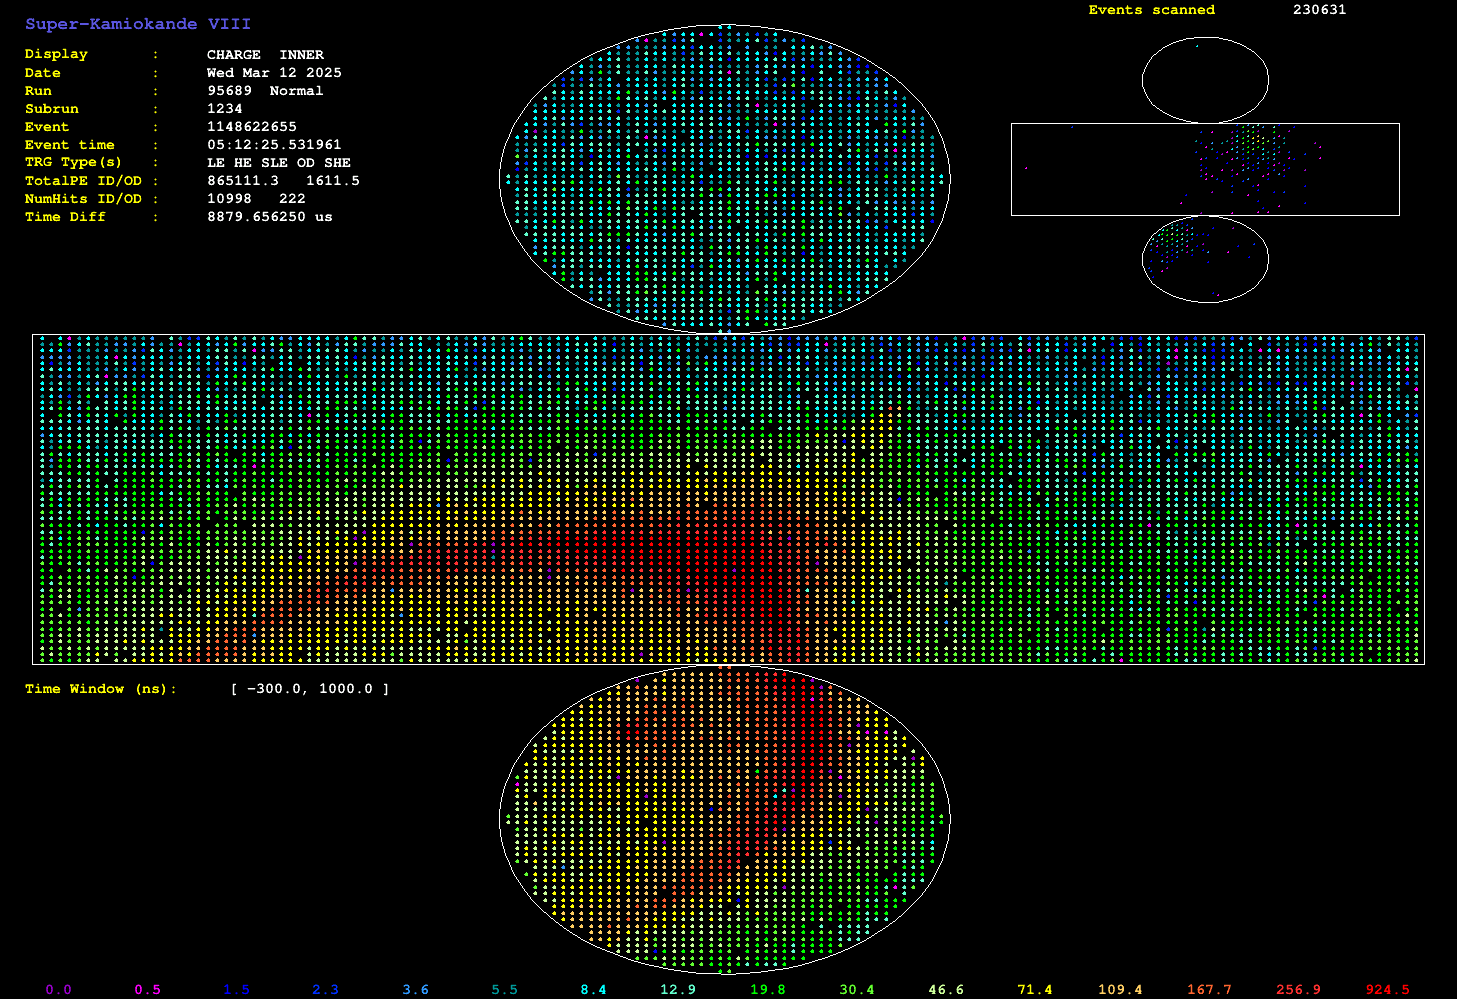 Super-Kamiokande VIII
Events scanned 230631
Display : CHARGE INNER
Date : Wed Mar 12 2025
Run : 95689 Normal
Subrun : 1234
Event : 1148622655
Event time : 05:12:25.531961
TRG Type(s) : LE HE SLE OD SHE
TotalPE ID/OD : 865111.3 1611.5
NumHits ID/OD : 10998 222
Time Diff : 8879.656250 us
Time Window (ns): [ -300.0, 1000.0 ]
0.0 0.5 1.5 2.3 3.6 5.5 8.4 12.9 19.8 30.4 46.6 71.4 109.4 167.7 256.9 924.5